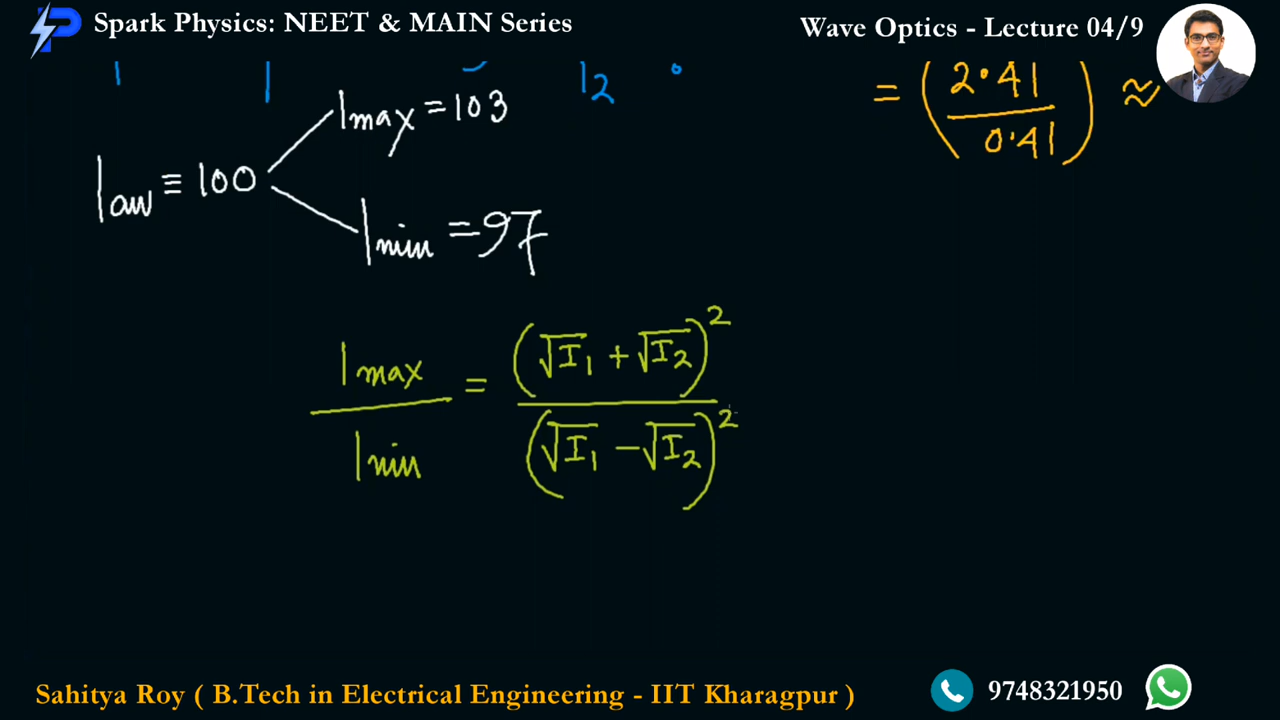 Spark Physics: NEET & MAIN Series
Wave Optics - Lecture 04/9
I2
= (2.41 / 0.41) ≈
Imax = 103
Iav ≡ 100
Imin = 97
Imax / Imin = (√I1 + √I2)² / (√I1 − √I2)²
Sahitya Roy ( B.Tech in Electrical Engineering - IIT Kharagpur )
9748321950